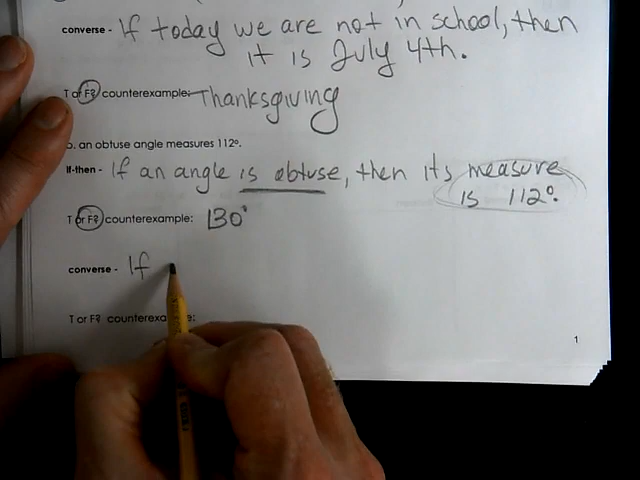 converse - If today we are not in school, then
it is July 4th.
T or F? counterexample: Thanksgiving
b. an obtuse angle measures 112º.
If-then - If an angle is obtuse, then its measure
is 112º.
T or F? counterexample: 130°
converse - If
T or F? counterexa e:
1